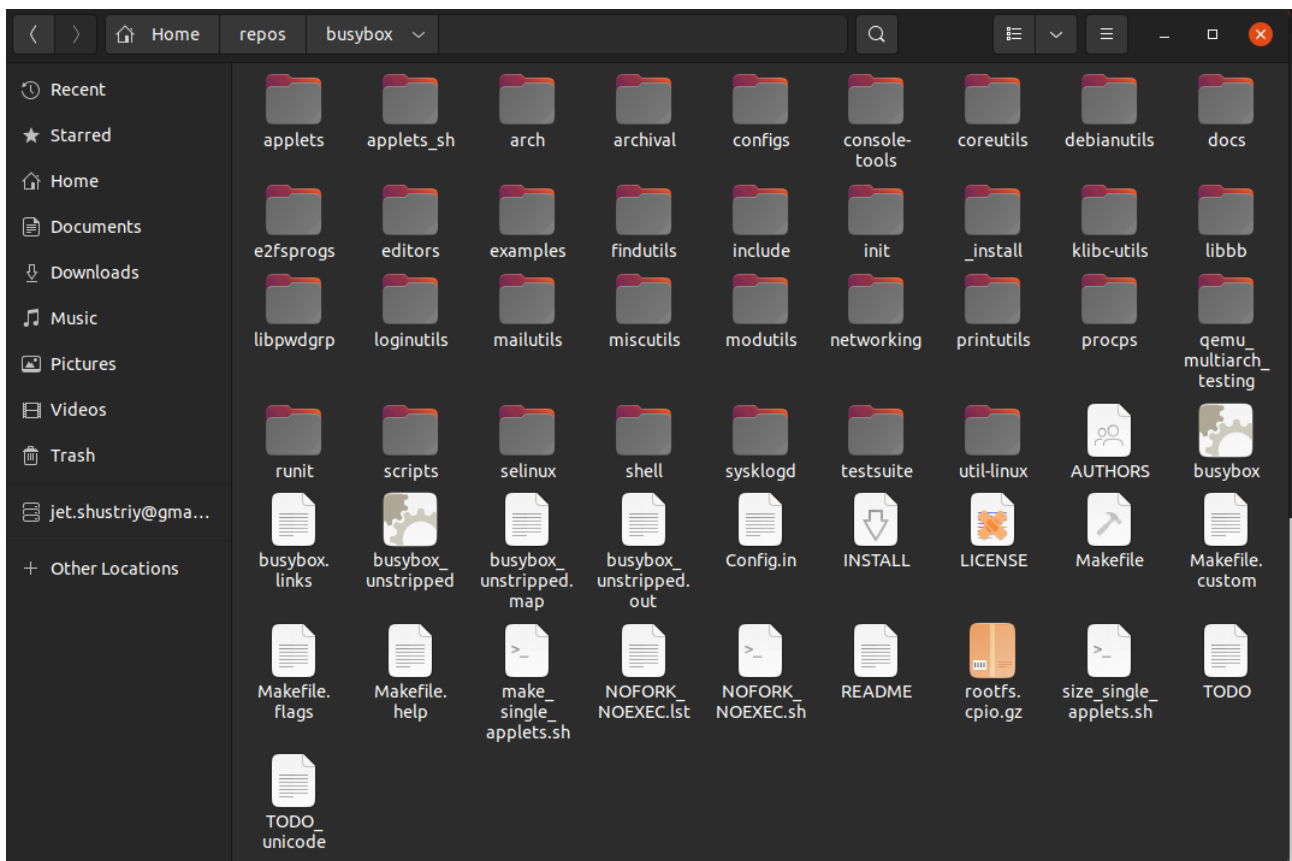 Home repos busybox
Recent
Starred
Home
Documents
Downloads
Music
Pictures
Videos
Trash
jet.shustriy@gma...
Other Locations
applets applets_sh arch archival configs console- coreutils debianutils docs
tools
e2fsprogs editors examples findutils include init _install klibc-utils libbb
libpwdgrp loginutils mailutils miscutils modutils networking printutils procps qemu_
multiarch_
testing
runit scripts selinux shell sysklogd testsuite util-linux AUTHORS busybox
busybox. busybox_ busybox_ busybox_ Config.in INSTALL LICENSE Makefile Makefile.
links unstripped unstripped. unstripped. custom
map out
Makefile. Makefile. make_ NOFORK_ NOFORK_ README rootfs. size_single_ TODO
flags help single_ NOEXEC.lst NOEXEC.sh cpio.gz applets.sh
applets.sh
TODO_
unicode